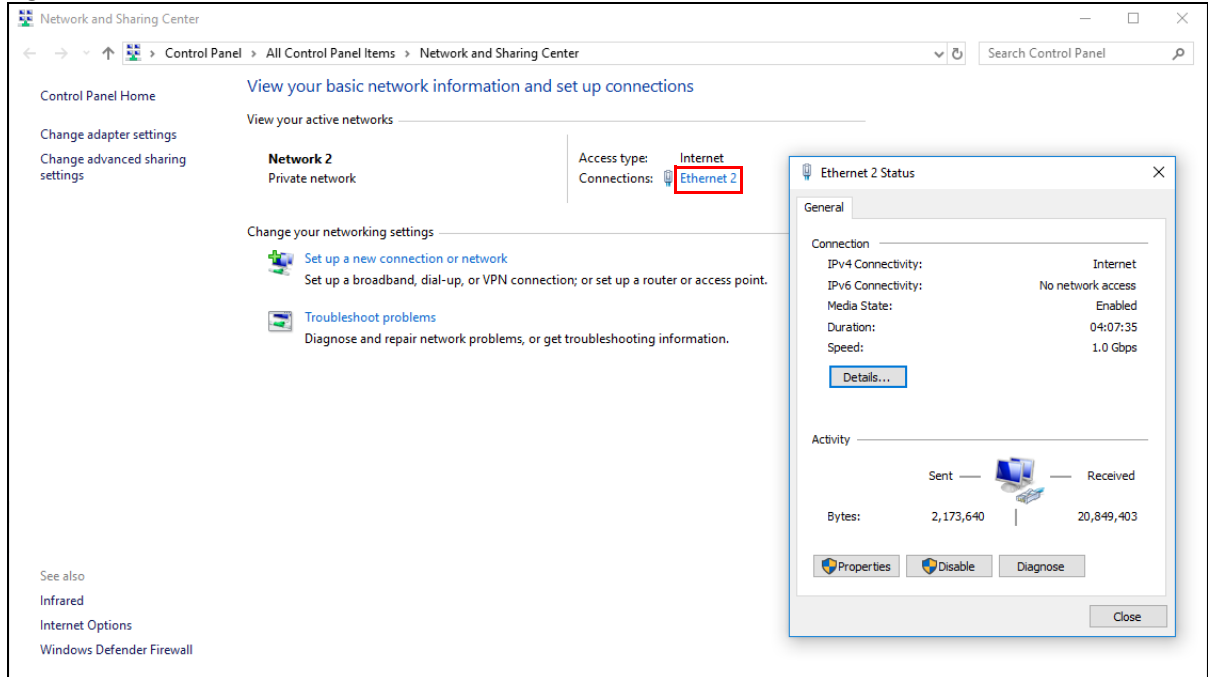 Network and Sharing Center
Control Panel > All Control Panel Items > Network and Sharing Center
Search Control Panel
Control Panel Home
Change adapter settings
Change advanced sharing
settings
View your basic network information and set up connections
View your active networks
Network 2
Private network
Access type: Internet
Connections: Ethernet 2
Change your networking settings
Set up a new connection or network
Set up a broadband, dial-up, or VPN connection; or set up a router or access point.
Troubleshoot problems
Diagnose and repair network problems, or get troubleshooting information.
See also
Infrared
Internet Options
Windows Defender Firewall
Ethernet 2 Status
General
Connection
IPv4 Connectivity: Internet
IPv6 Connectivity: No network access
Media State: Enabled
Duration: 04:07:35
Speed: 1.0 Gbps
Details...
Activity
Sent — — Received
Bytes: 2,173,640 | 20,849,403
Properties Disable Diagnose
Close